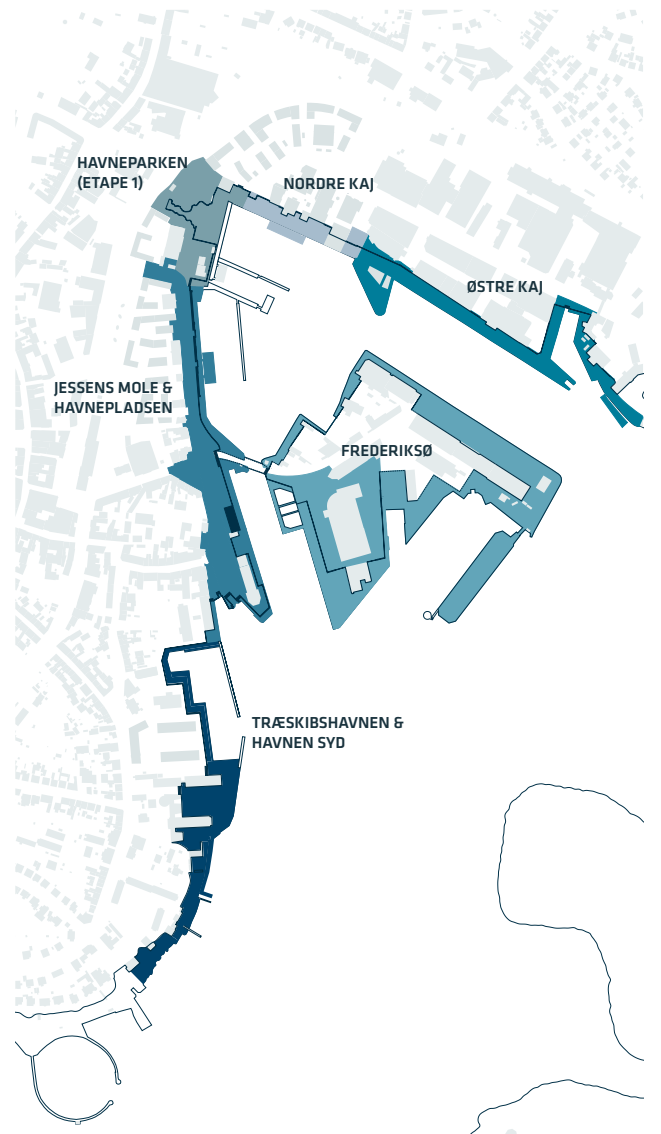 HAVNEPARKEN
(ETAPE 1)
NORDRE KAJ
ØSTRE KAJ
JESSENS MOLE &
HAVNEPLADSEN
FREDERIKSØ
TRÆSKIBSHAVNEN &
HAVNEN SYD